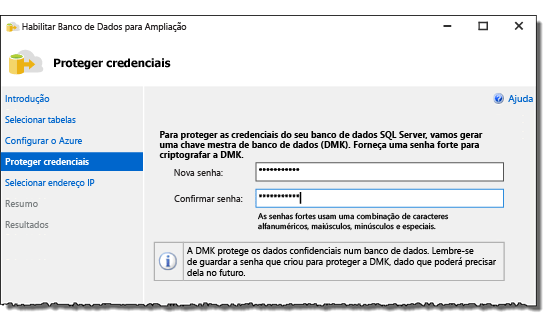 Habilitar Banco de Dados para Ampliação
Proteger credenciais
Introdução
Selecionar tabelas
Configurar o Azure
Proteger credenciais
Selecionar endereço IP
Resumo
Resultados
Ajuda
Para proteger as credenciais do seu banco de dados SQL Server, vamos gerar
uma chave mestra de banco de dados (DMK). Forneça uma senha forte para
criptografar a DMK.
Nova senha: •••••••••••
Confirmar senha: •••••••••••
As senhas fortes usam uma combinação de caracteres
alfanuméricos, maiúsculos, minúsculos e especiais.
A DMK protege os dados confidenciais num banco de dados. Lembre-se
de guardar a senha que criou para proteger a DMK, dado que poderá precisar
dela no futuro.